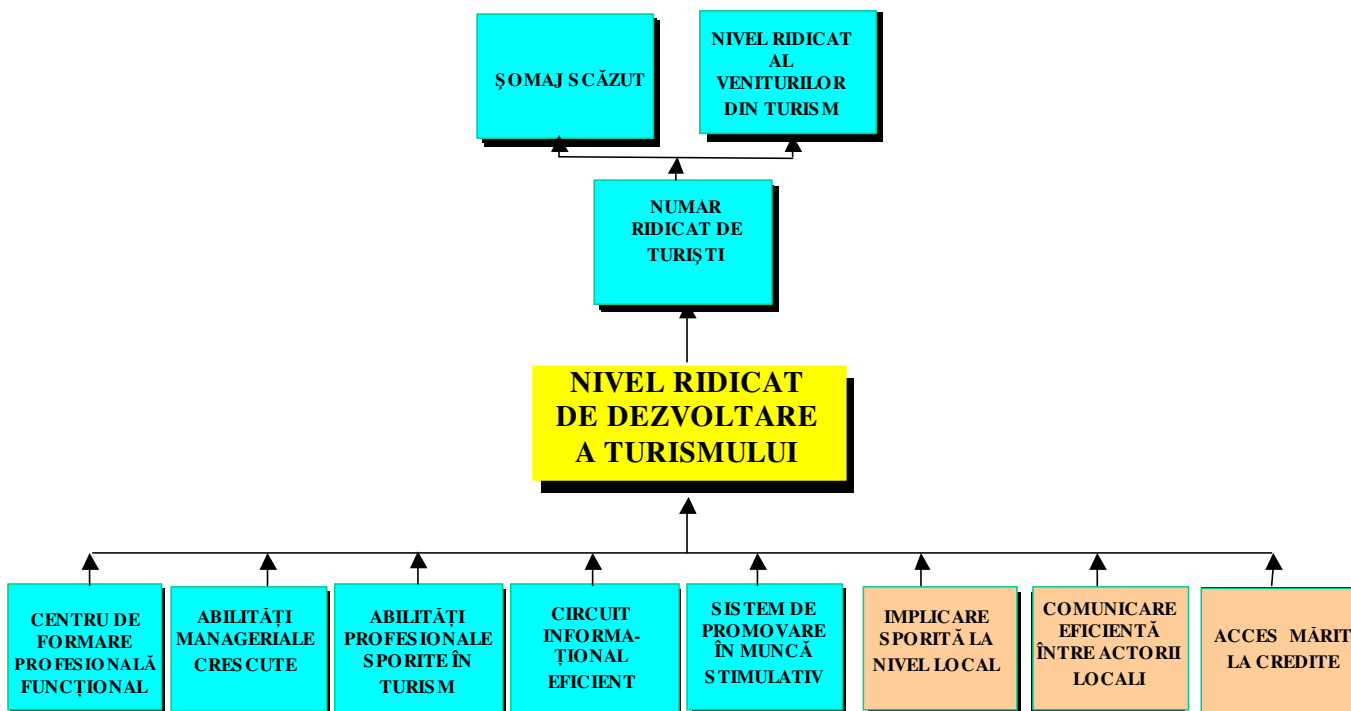 ŞOMAJ SCĂZUT
NIVEL RIDICAT
AL
VENITURILOR
DIN TURISM
NUMAR
RIDICAT DE
TURIŞTI
NIVEL RIDICAT
DE DEZVOLTARE
A TURISMULUI
CENTRU DE
FORMARE
PROFESIONALĂ
FUNCȚIONAL
ABILITĂȚI
MANAGERIALE
CRESCUTE
ABILITĂȚI
PROFESIONALE
SPORITE ÎN
TURISM
CIRCUIT
INFORMA-
ȚIONAL
EFICIENT
SISTEM DE
PROMOVARE
ÎN MUNCĂ
STIMULATIV
IMPLICARE
SPORITĂ LA
NIVEL LOCAL
COMUNICARE
EFICIENTĂ
ÎNTRE ACTORII
LOCALI
ACCES MĂRIT
LA CREDITE